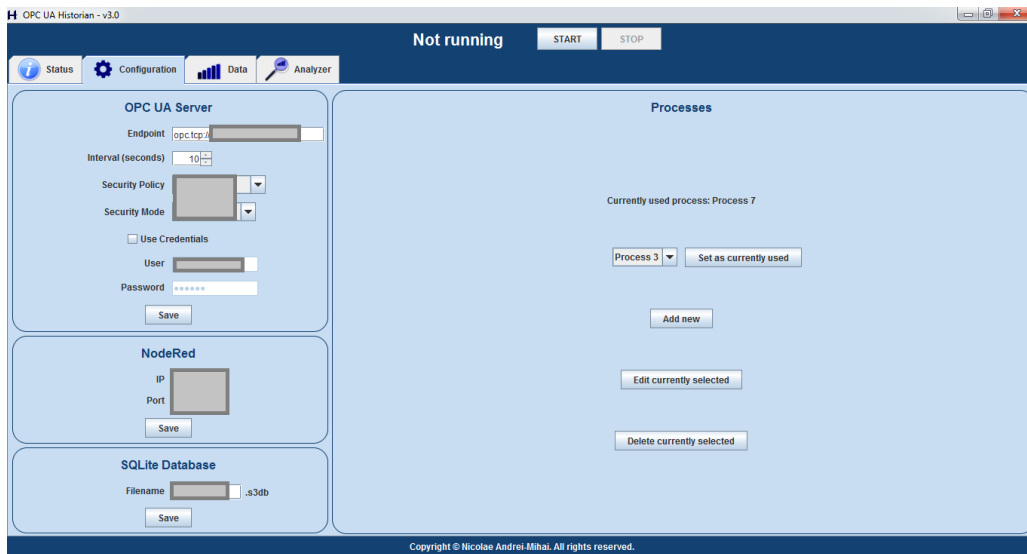 OPC UA Historian - v3.0
Not running START STOP
Status Configuration Data Analyzer
OPC UA Server
Endpoint opc.tcp://
Interval (seconds) 10
Security Policy
Security Mode
Use Credentials
User
Password ••••••
Save
NodeRed
IP
Port
Save
SQLite Database
Filename .s3db
Save
Processes
Currently used process: Process 7
Process 3 Set as currently used
Add new
Edit currently selected
Delete currently selected
Copyright © Nicolae Andrei-Mihai. All rights reserved.